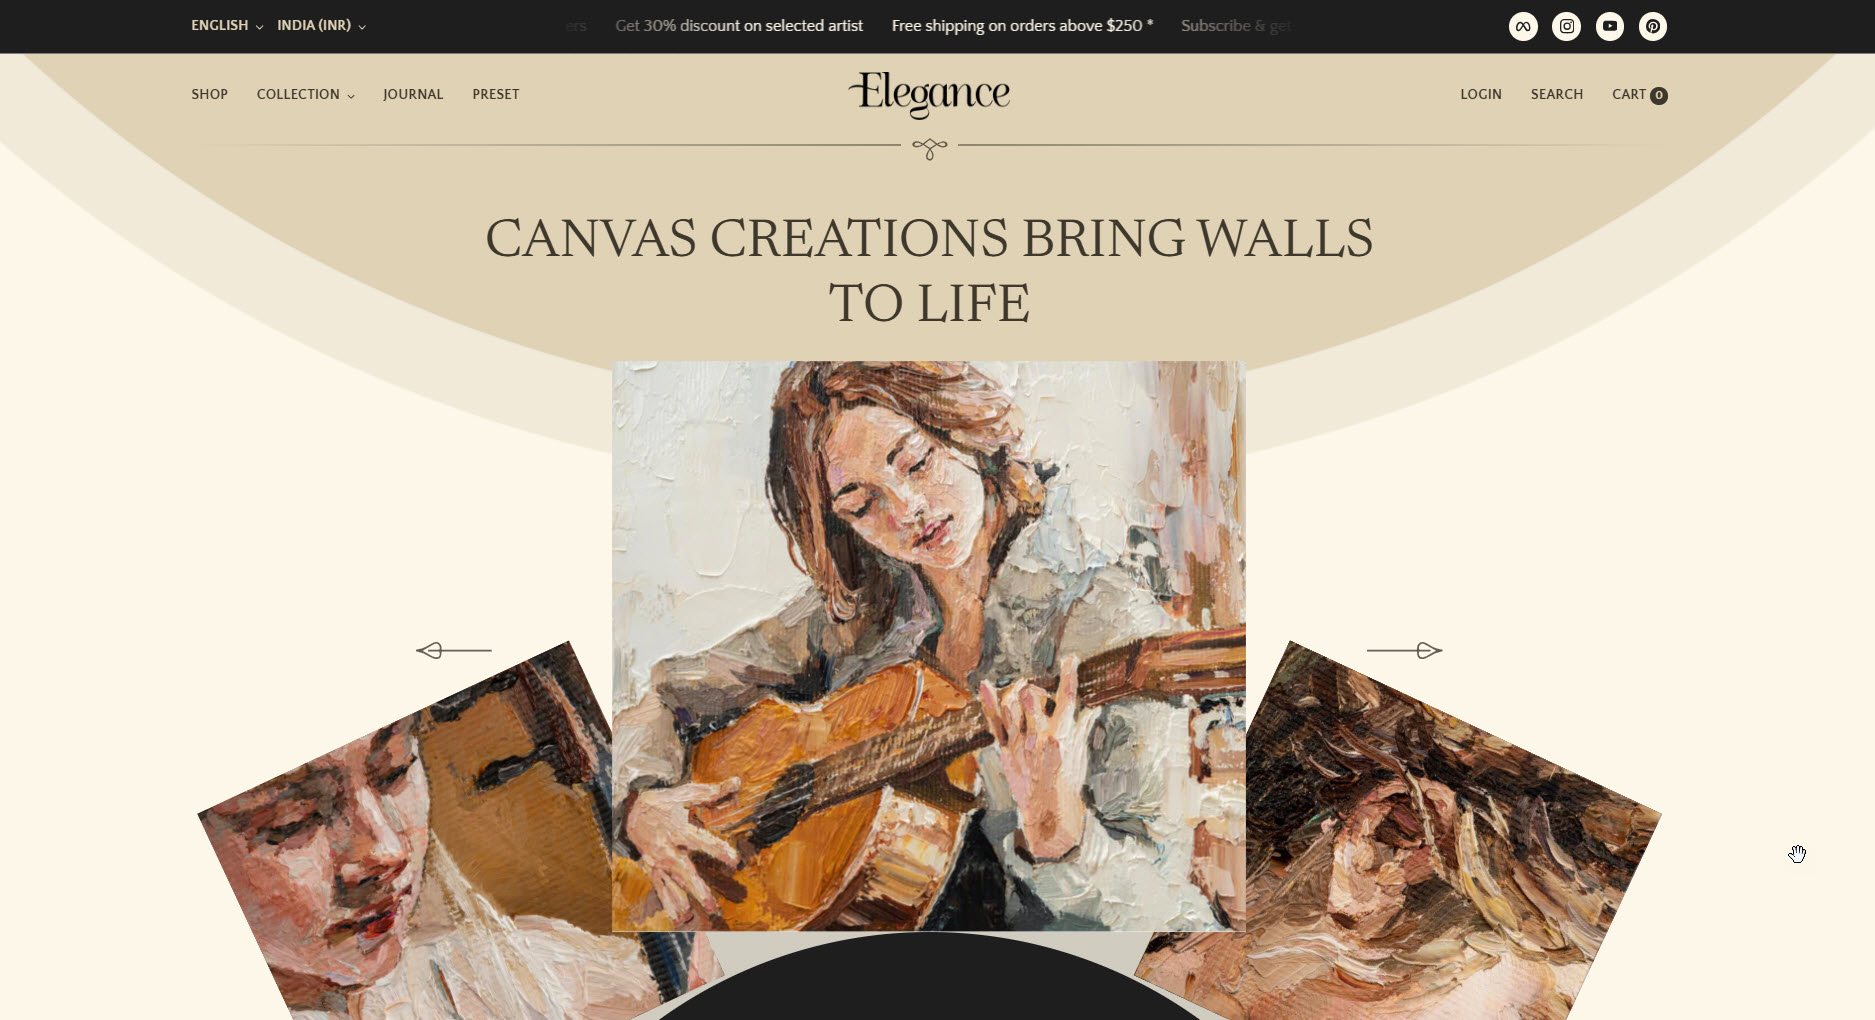 ENGLISH INDIA (INR) ers Get 30% discount on selected artist Free shipping on orders above $250 * Subscribe & get
SHOP COLLECTION JOURNAL PRESET Elegance LOGIN SEARCH CART 0
CANVAS CREATIONS BRING WALLS
TO LIFE